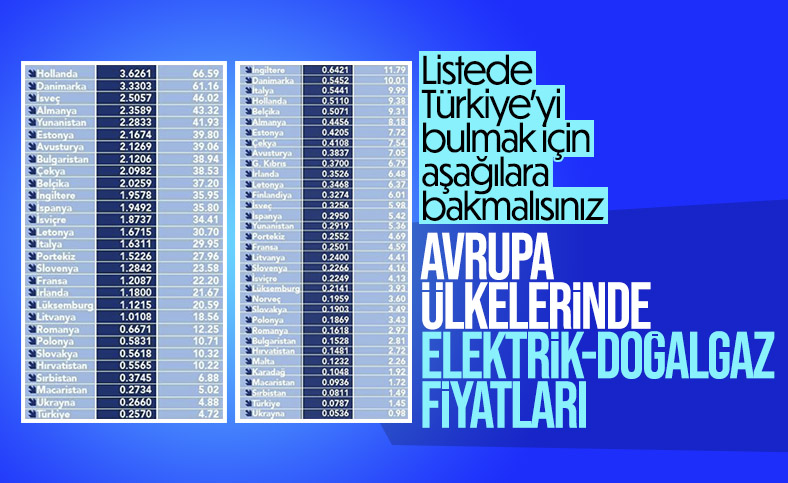 Hollanda 3.6261 66.59
Danimarka 3.3303 61.16
İsveç 2.5057 46.02
Almanya 2.3589 43.32
Yunanistan 2.2833 41.93
Estonya 2.1674 39.80
Avusturya 2.1269 39.06
Bulgaristan 2.1206 38.94
Çekya 2.0982 38.53
Belçika 2.0259 37.20
İngiltere 1.9578 35.95
İspanya 1.9492 35.80
İsviçre 1.8737 34.41
Letonya 1.6715 30.70
İtalya 1.6311 29.95
Portekiz 1.5226 27.96
Slovenya 1.2842 23.58
Fransa 1.2087 22.20
İrlanda 1.1800 21.67
Lüksemburg 1.1215 20.59
Litvanya 1.0108 18.56
Romanya 0.6671 12.25
Polonya 0.5831 10.71
Slovakya 0.5618 10.32
Hırvatistan 0.5565 10.22
Sırbistan 0.3745 6.88
Macaristan 0.2734 5.02
Ukrayna 0.2660 4.88
Türkiye 0.2570 4.72
İngiltere 0.6421 11.79
Danimarka 0.5452 10.01
İtalya 0.5441 9.99
Hollanda 0.5110 9.38
Belçika 0.5071 9.31
Almanya 0.4456 8.18
Estonya 0.4205 7.72
Çekya 0.4108 7.54
Avusturya 0.3837 7.05
G. Kıbrıs 0.3700 6.79
İrlanda 0.3526 6.48
Letonya 0.3468 6.37
Finlandiya 0.3274 6.01
İsveç 0.3256 5.98
İspanya 0.2950 5.42
Yunanistan 0.2919 5.36
Portekiz 0.2552 4.69
Fransa 0.2501 4.59
Litvanya 0.2400 4.41
Slovenya 0.2266 4.16
İsviçre 0.2249 4.13
Lüksemburg 0.2141 3.93
Norveç 0.1959 3.60
Slovakya 0.1903 3.49
Polonya 0.1869 3.43
Romanya 0.1618 2.97
Bulgaristan 0.1528 2.81
Hırvatistan 0.1481 2.72
Malta 0.1232 2.26
Karadağ 0.1048 1.92
Macaristan 0.0936 1.72
Sırbistan 0.0811 1.49
Türkiye 0.0787 1.45
Ukrayna 0.0536 0.98
Listede
Türkiye'yi
bulmak için
aşağılara
bakmalısınız
AVRUPA
ÜLKELERİNDE
ELEKTRİK-DOĞALGAZ
FİYATLARI